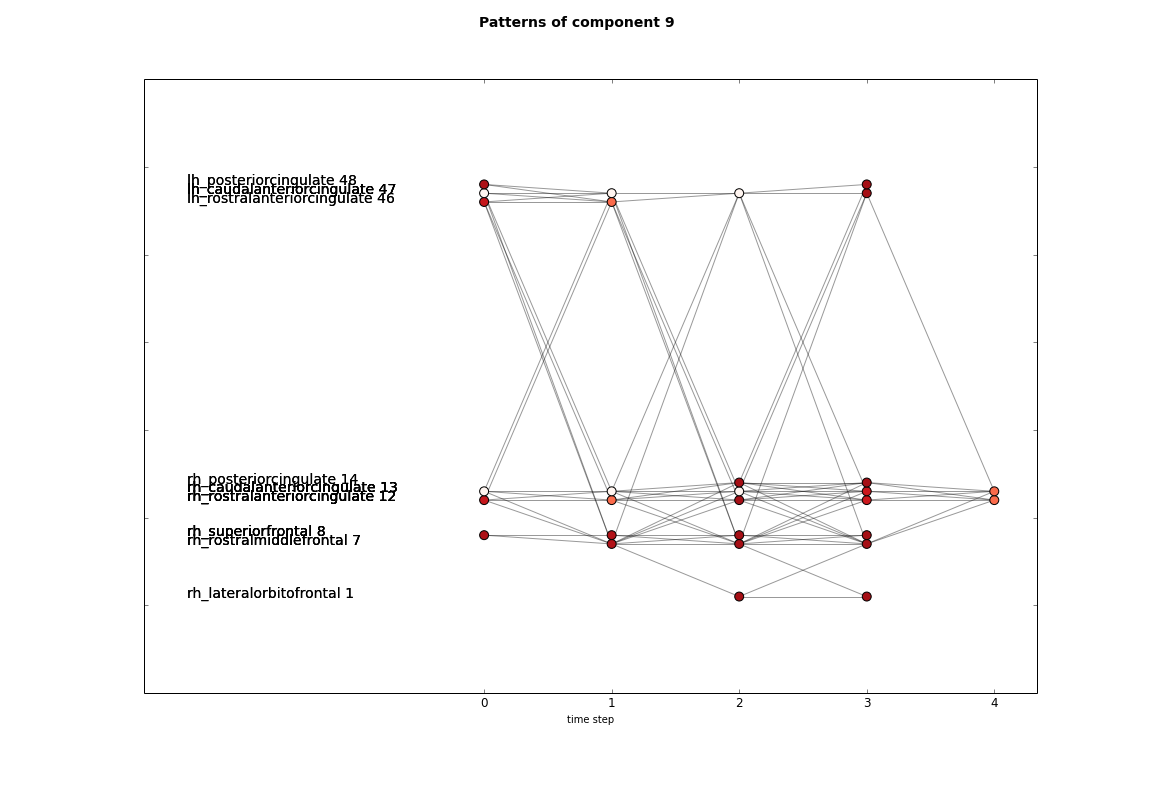 Patterns of component 9
lh_posteriorcingulate 48
lh_caudalanteriorcingulate 47
lh_rostralanteriorcingulate 46
rh_posteriorcingulate 14
rh_caudalanteriorcingulate 13
rh_rostralanteriorcingulate 12
rh_superiorfrontal 8
rh_rostralmiddlefrontal 7
rh_lateralorbitofrontal 1
0 1 2 3 4
time step